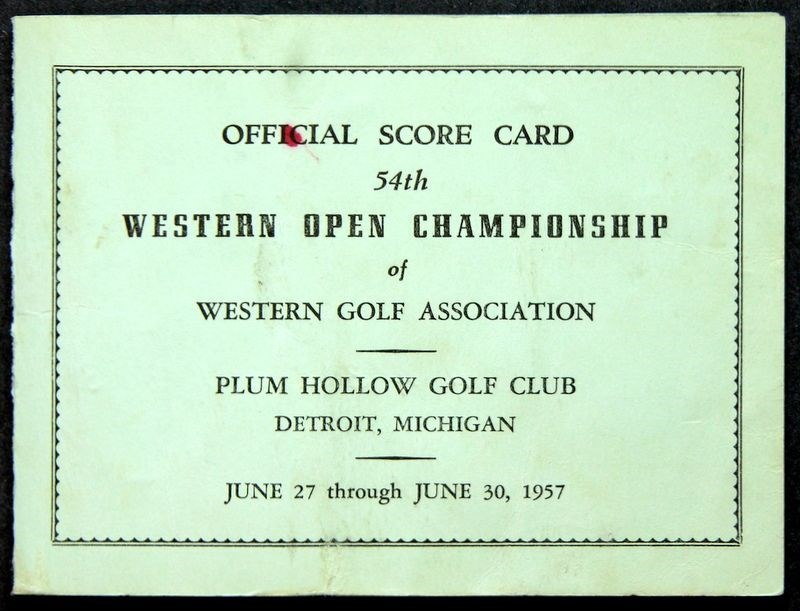 OFFICIAL SCORE CARD
54th
WESTERN OPEN CHAMPIONSHIP
of
WESTERN GOLF ASSOCIATION
PLUM HOLLOW GOLF CLUB
DETROIT, MICHIGAN
JUNE 27 through JUNE 30, 1957